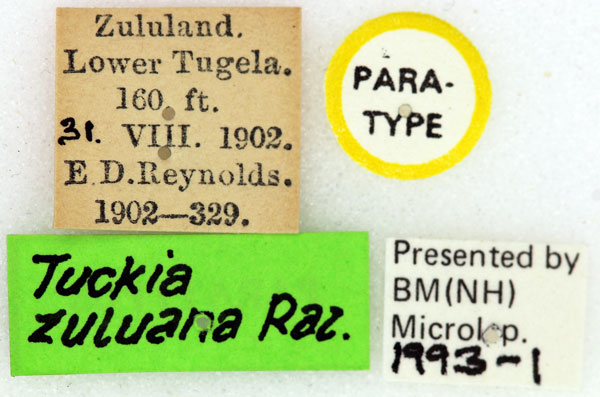 Zululand.
Lower Tugela.
160 ft.
31. VIII. 1902.
E.D.Reynolds.
1902—329.
PARA-
TYPE
Tuckia
zuluana Raz.
Presented by
BM(NH)
Microlep.
1993-1